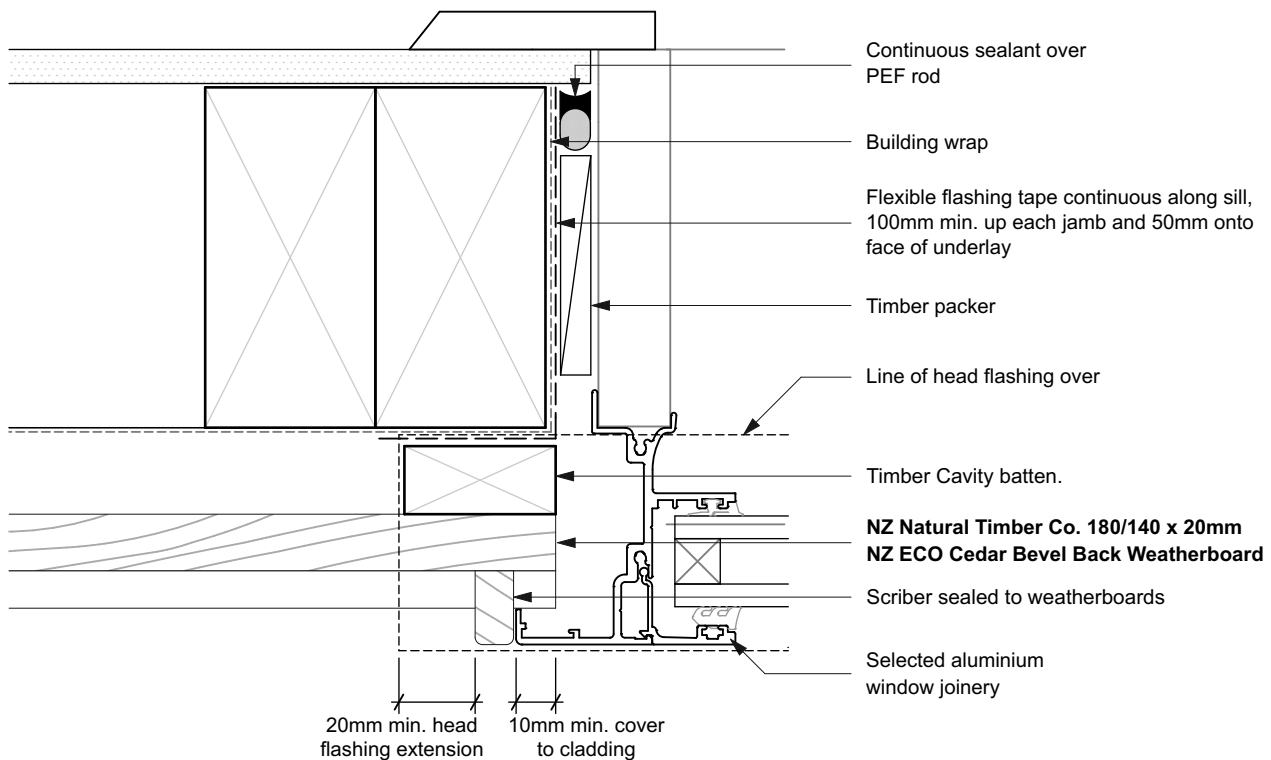 Continuous sealant over
PEF rod
Building wrap
Flexible flashing tape continuous along sill,
100mm min. up each jamb and 50mm onto
face of underlay
Timber packer
Line of head flashing over
Timber Cavity batten.
NZ Natural Timber Co. 180/140 x 20mm
NZ ECO Cedar Bevel Back Weatherboard
Scriber sealed to weatherboards
Selected aluminium
window joinery
20mm min. head
flashing extension
10mm min. cover
to cladding